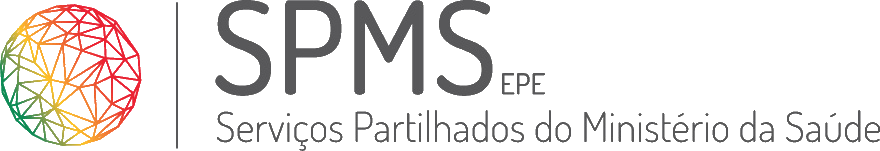 SPMS EPE
Serviços Partilhados do Ministério da Saúde